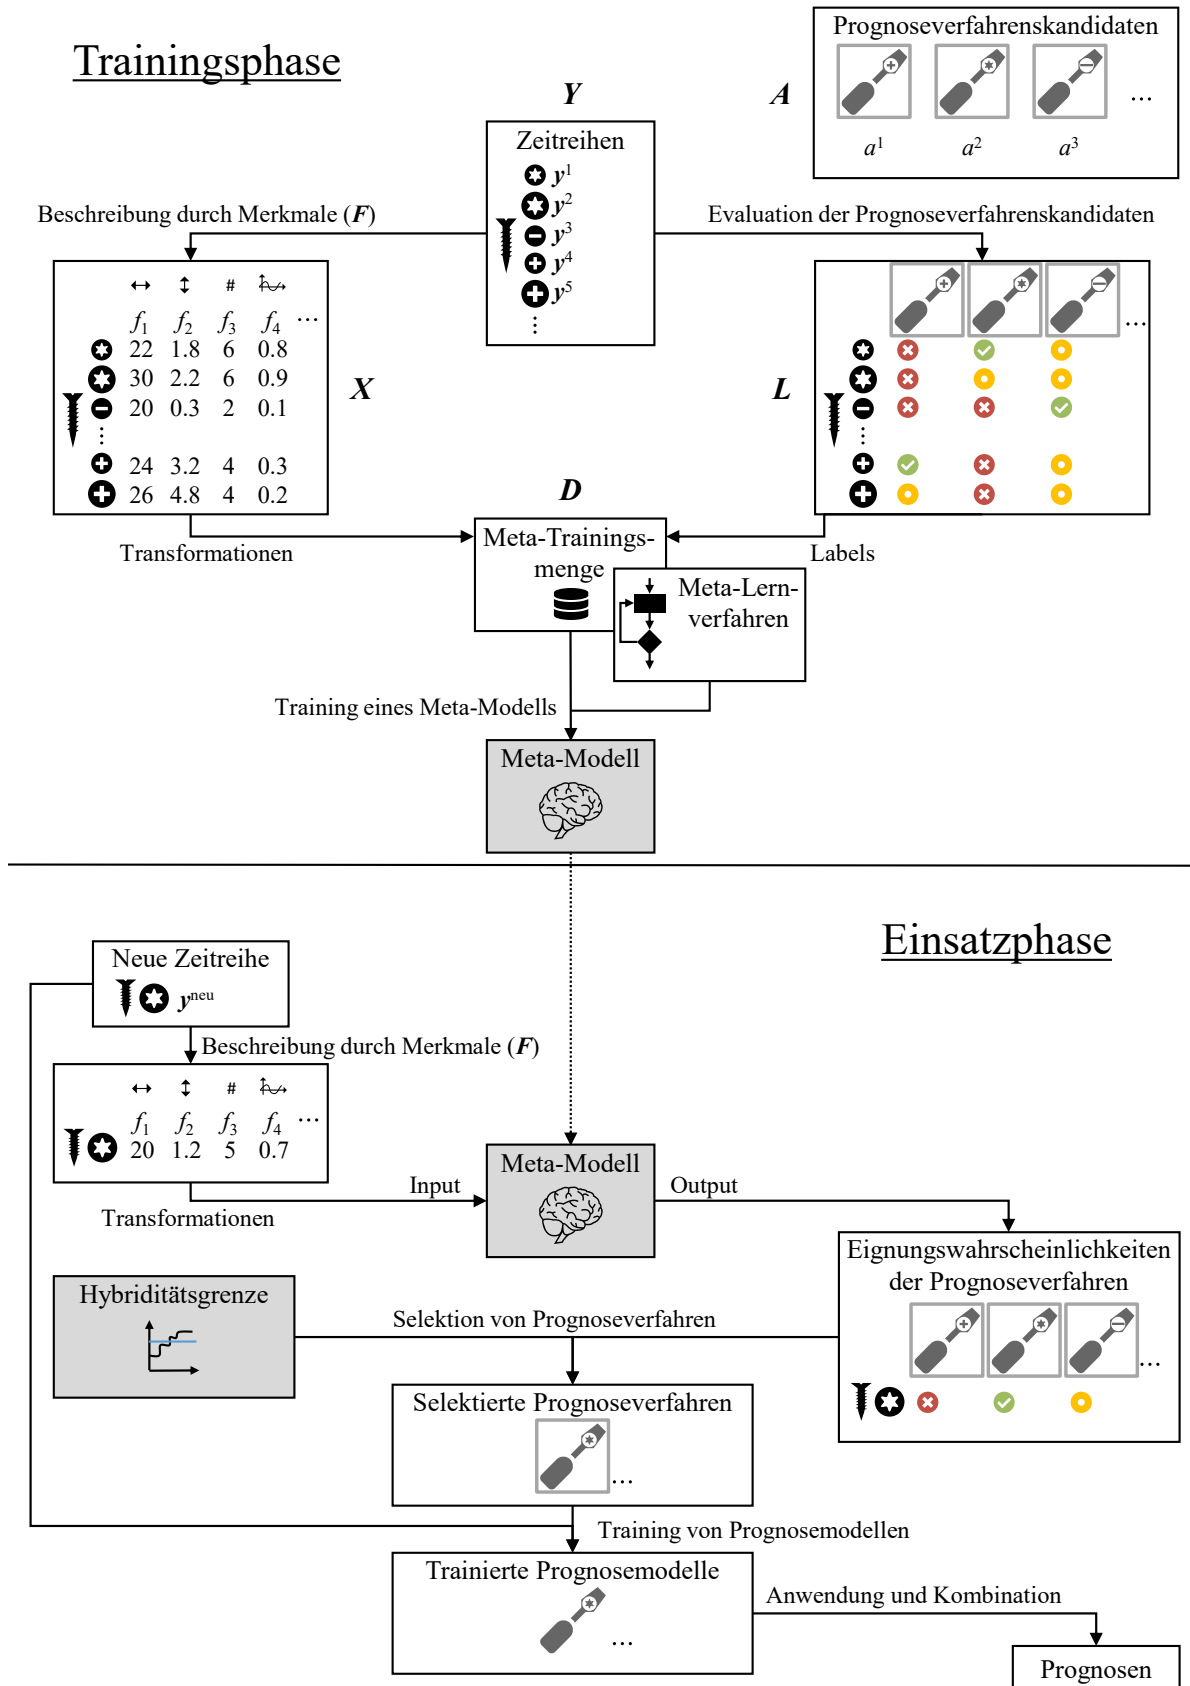 Trainingsphase
Prognoseverfahrenskandidaten
A
...
a¹ a² a³
Y
Zeitreihen
y¹
y²
y³
y⁴
y⁵
⋮
Beschreibung durch Merkmale (F)
Evaluation der Prognoseverfahrenskandidaten
#
f₁ f₂ f₃ f₄ ...
22 1.8 6 0.8
30 2.2 6 0.9
20 0.3 2 0.1
⋮
24 3.2 4 0.3
26 4.8 4 0.2
X
L
...
⋮
D
Transformationen
Labels
Meta-Trainings-
menge
Meta-Lern-
verfahren
Training eines Meta-Modells
Meta-Modell
Einsatzphase
Neue Zeitreihe
yⁿᵉᵘ
Beschreibung durch Merkmale (F)
#
f₁ f₂ f₃ f₄ ...
20 1.2 5 0.7
Transformationen
Input
Meta-Modell
Output
Eignungswahrscheinlichkeiten
der Prognoseverfahren
...
Hybriditätsgrenze
Selektion von Prognoseverfahren
Selektierte Prognoseverfahren
...
Training von Prognosemodellen
Trainierte Prognosemodelle
...
Anwendung und Kombination
Prognosen